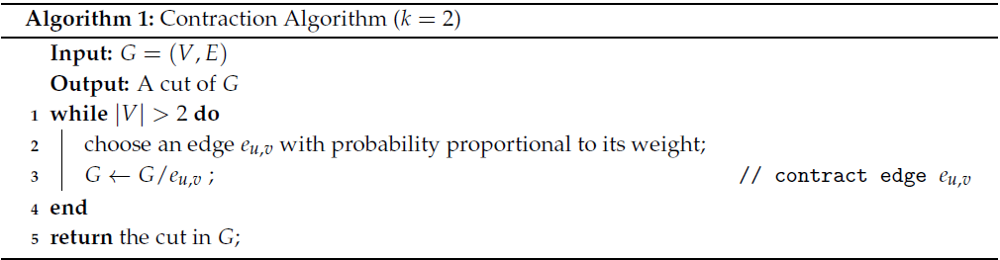 Algorithm 1: Contraction Algorithm (k = 2)
Input: G = (V, E)
Output: A cut of G
1 while |V| > 2 do
2 choose an edge e_{u,v} with probability proportional to its weight;
3 G ← G/e_{u,v} ; // contract edge e_{u,v}
4 end
5 return the cut in G;